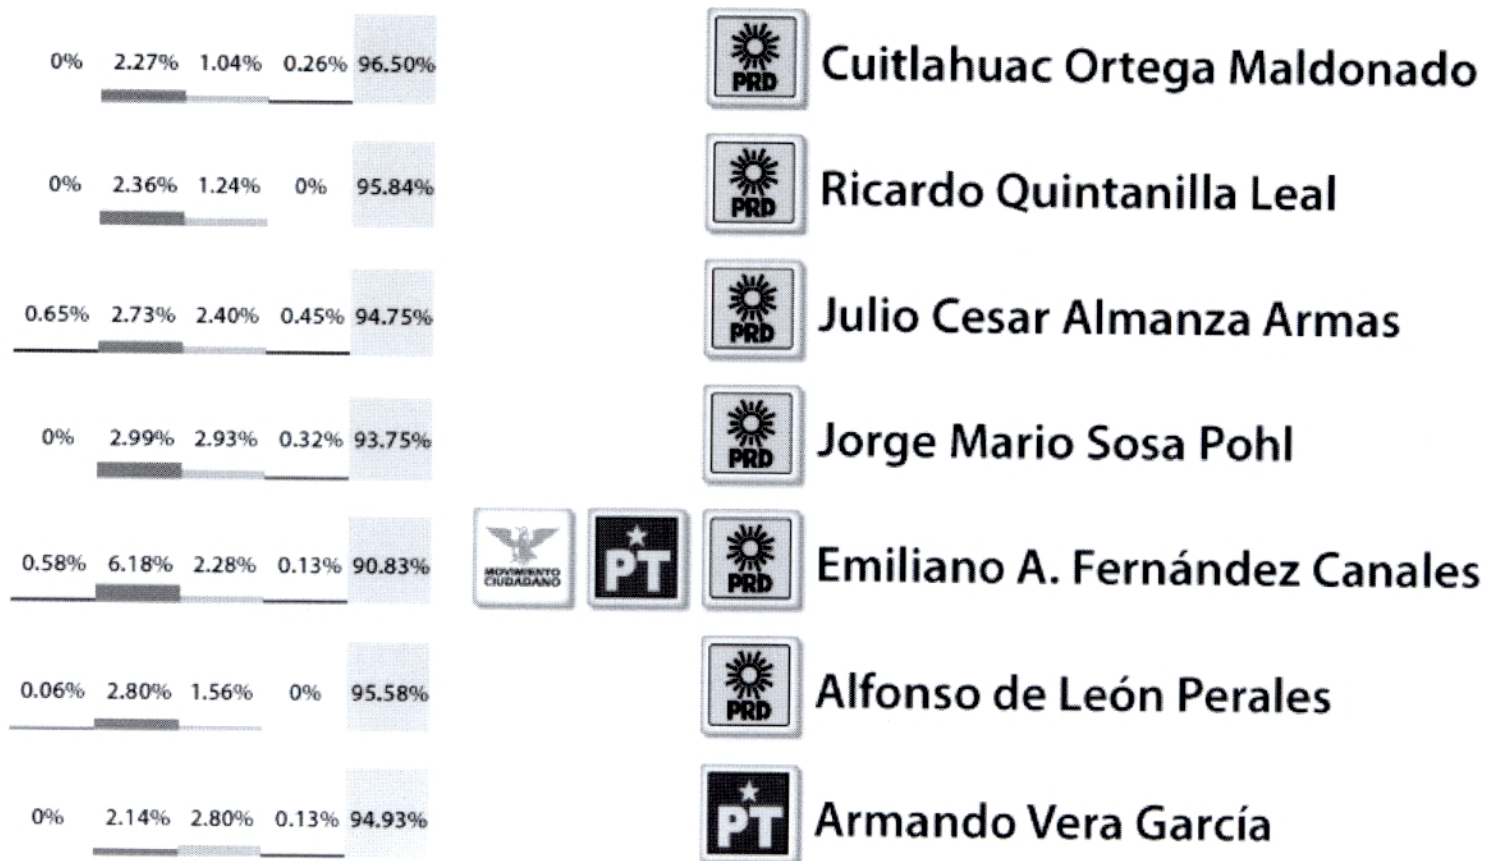 0% 2.27% 1.04% 0.26% 96.50% PRD Cuitlahuac Ortega Maldonado
0% 2.36% 1.24% 0% 95.84% PRD Ricardo Quintanilla Leal
0.65% 2.73% 2.40% 0.45% 94.75% PRD Julio Cesar Almanza Armas
0% 2.99% 2.93% 0.32% 93.75% PRD Jorge Mario Sosa Pohl
0.58% 6.18% 2.28% 0.13% 90.83% MOVIMIENTO CIUDADANO PT PRD Emiliano A. Fernández Canales
0.06% 2.80% 1.56% 0% 95.58% PRD Alfonso de León Perales
0% 2.14% 2.80% 0.13% 94.93% PT Armando Vera García